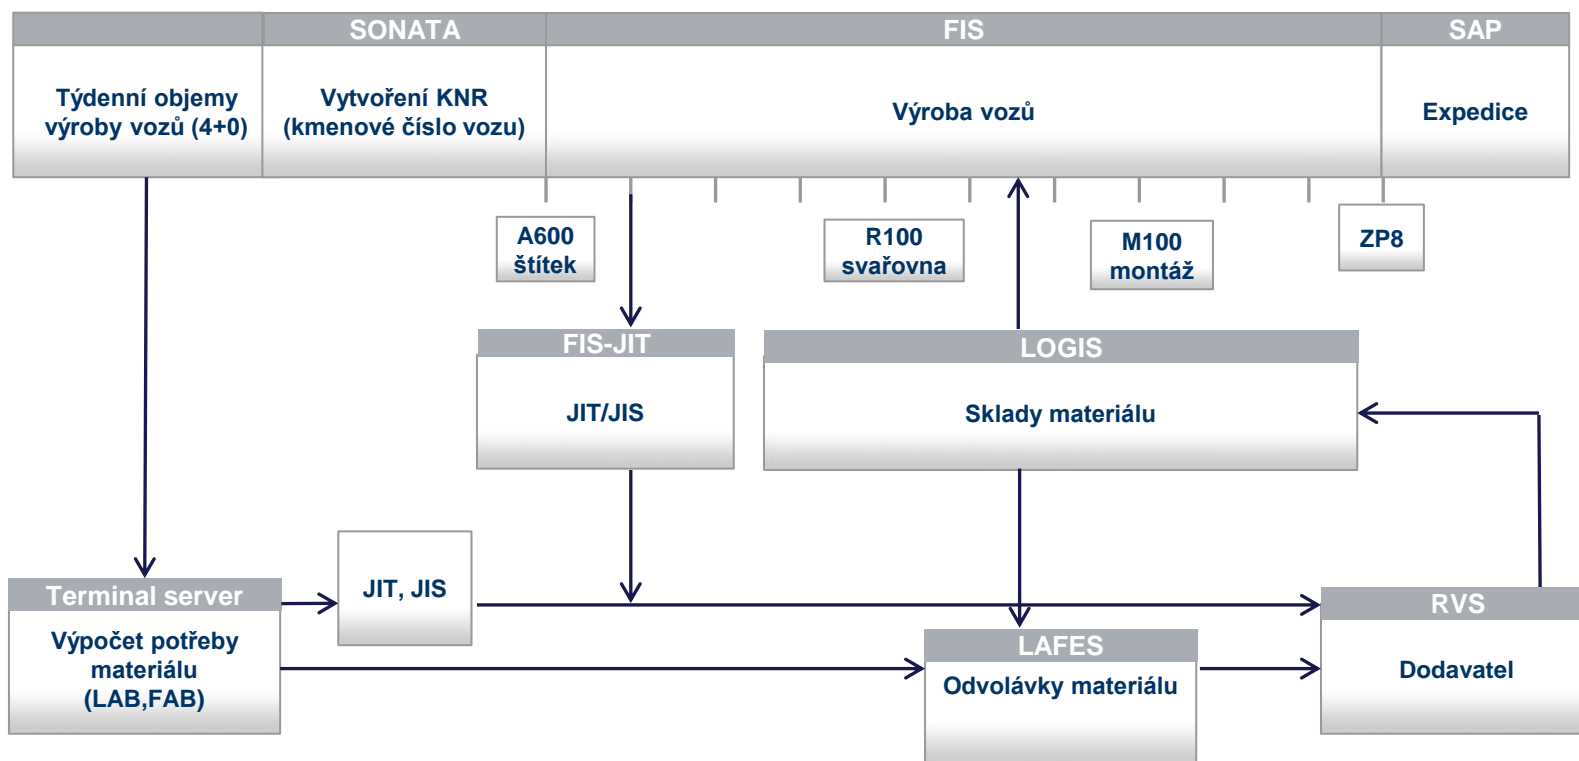 SONATA
FIS
SAP
Týdenní objemy
výroby vozů (4+0)
Vytvoření KNR
(kmenové číslo vozu)
Výroba vozů
Expedice
A600
štítek
R100
svařovna
M100
montáž
ZP8
FIS-JIT
JIT/JIS
LOGIS
Sklady materiálu
JIT, JIS
Terminal server
Výpočet potřeby
materiálu
(LAB,FAB)
LAFES
Odvolávky materiálu
RVS
Dodavatel